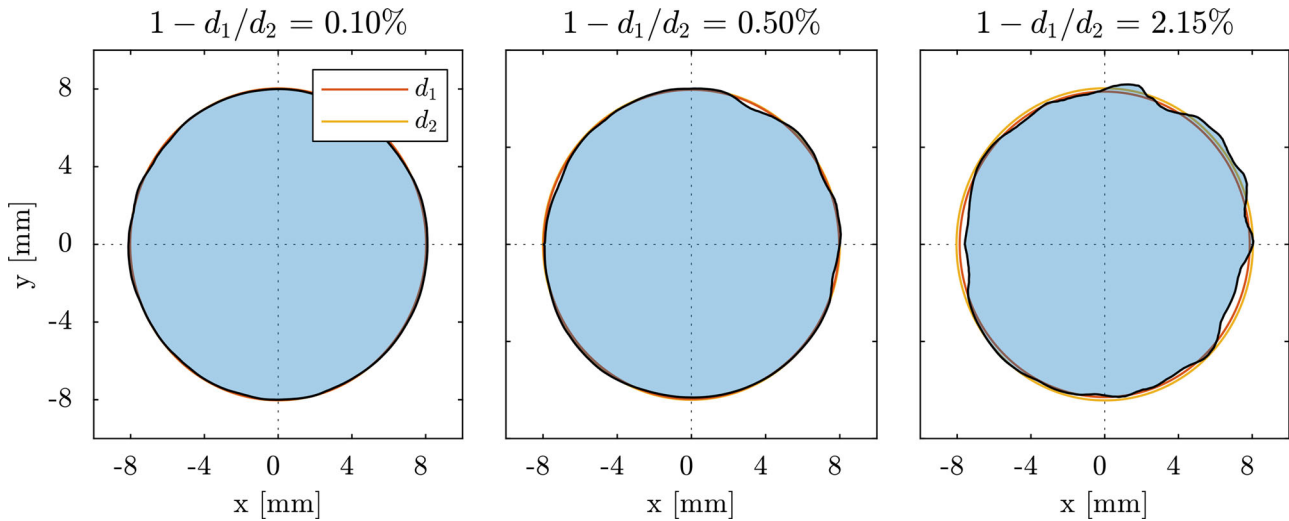 1 − d₁/d₂ = 0.10%
1 − d₁/d₂ = 0.50%
1 − d₁/d₂ = 2.15%
d₁
d₂
8
4
0
-4
-8
y [mm]
-8 -4 0 4 8
-8 -4 0 4 8
-8 -4 0 4 8
x [mm]
x [mm]
x [mm]